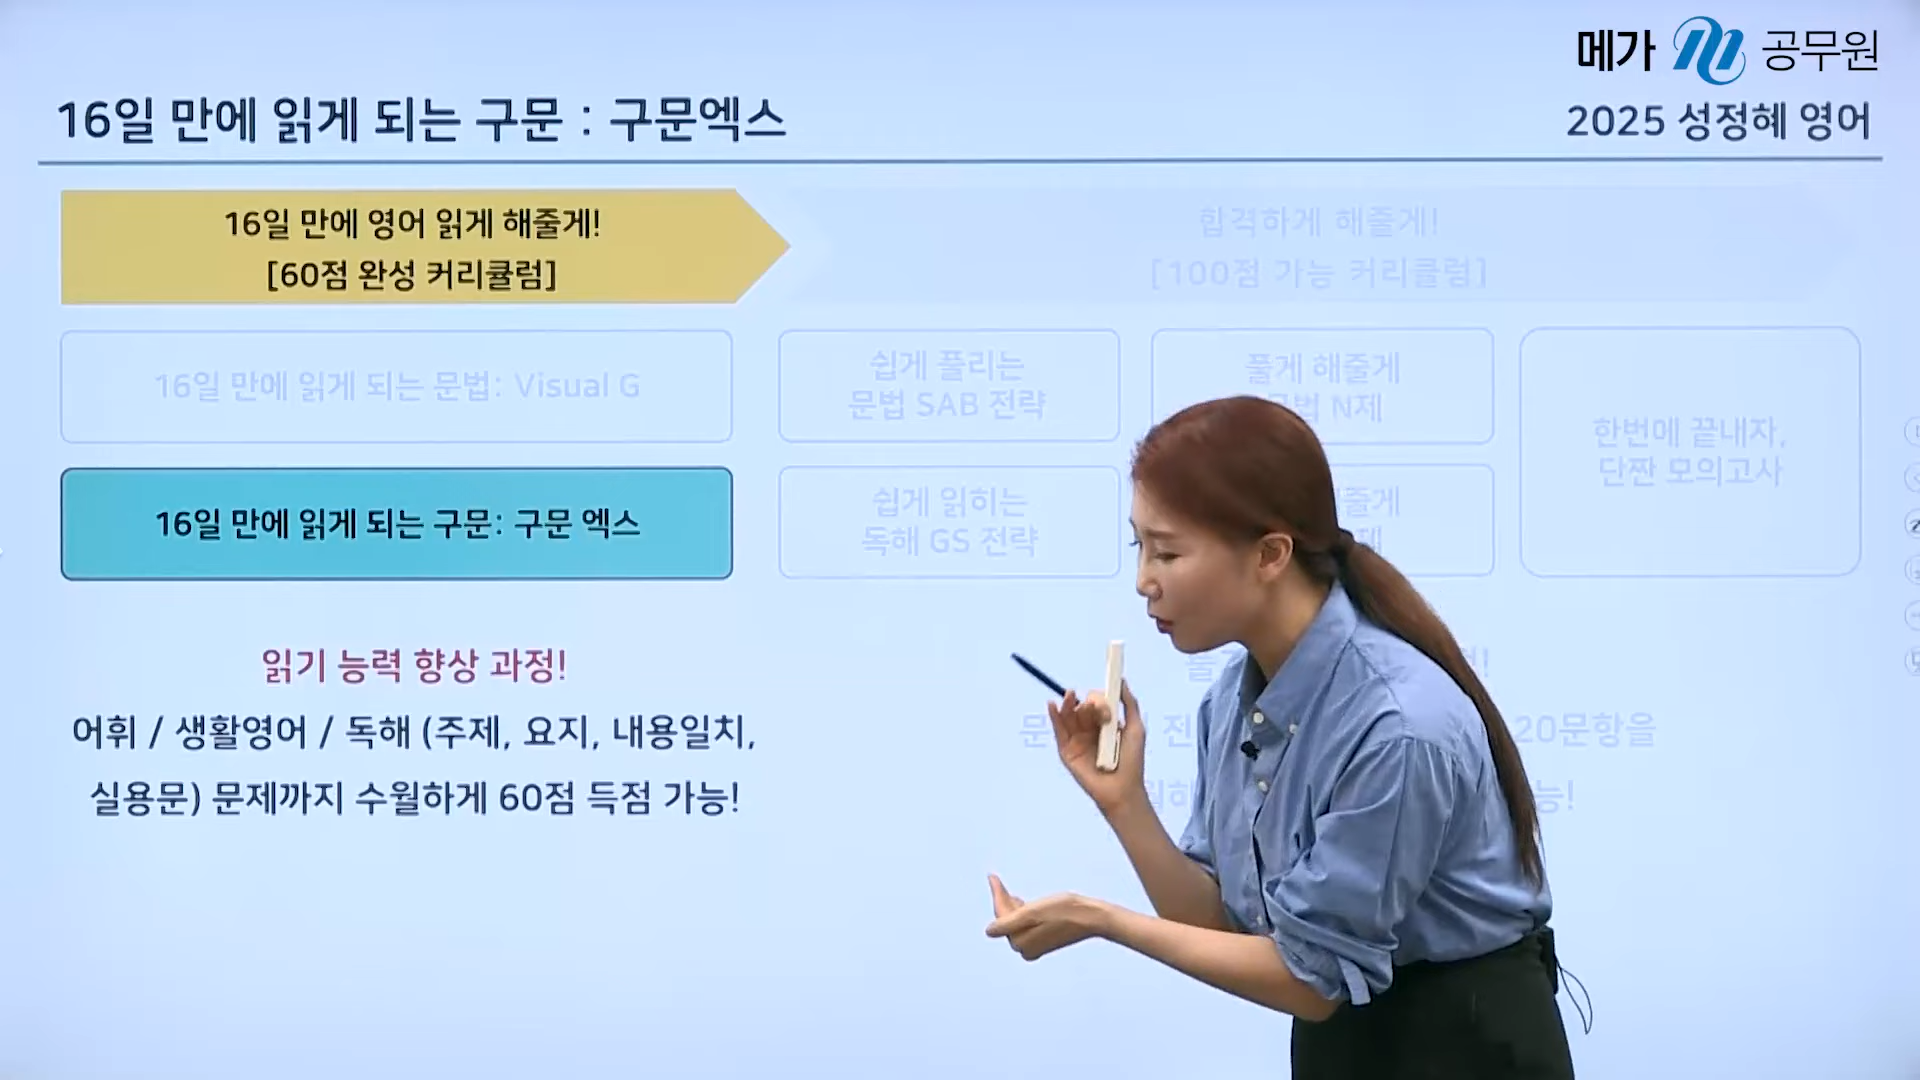 메가 공무원
16일 만에 읽게 되는 구문 : 구문엑스
2025 성정혜 영어
16일 만에 영어 읽게 해줄게!
[60점 완성 커리큘럼]
합격하게 해줄게!
[100점 가능 커리큘럼]
16일 만에 읽게 되는 문법: Visual G
쉽게 풀리는
문법 SAB 전략
풀게 해줄게
N제
한번에 끝내자,
단짠 모의고사
16일 만에 읽게 되는 구문: 구문 엑스
쉽게 읽히는
독해 GS 전략
읽기 능력 향상 과정!
어휘 / 생활영어 / 독해 (주제, 요지, 내용일치,
20문항을
실용문) 문제까지 수월하게 60점 득점 가능!